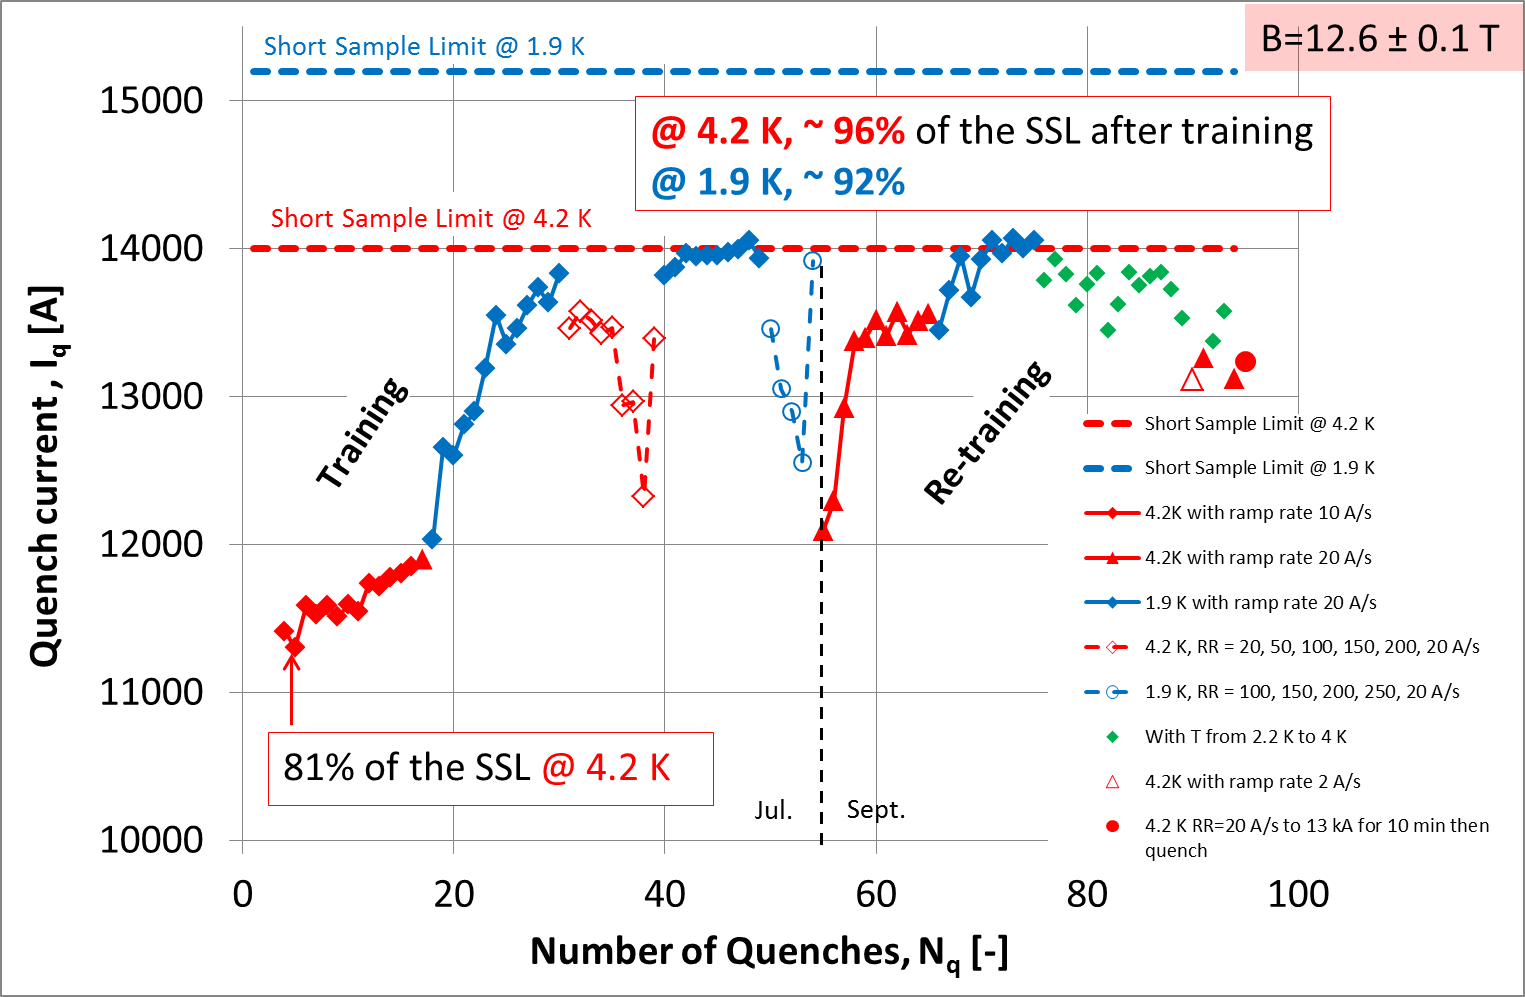 B=12.6 ± 0.1 T
Short Sample Limit @ 1.9 K
@ 4.2 K, ~ 96% of the SSL after training
@ 1.9 K, ~ 92%
Short Sample Limit @ 4.2 K
15000
14000
13000
12000
11000
10000
Quench current , Iq [A]
Training
Re-training
81% of the SSL @ 4.2 K
Jul.
Sept.
Short Sample Limit @ 4.2 K
Short Sample Limit @ 1.9 K
4.2K with ramp rate 10 A/s
4.2K with ramp rate 20 A/s
1.9 K with ramp rate 20 A/s
4.2 K, RR = 20, 50, 100, 150, 200, 20 A/s
1.9 K, RR = 100, 150, 200, 250, 20 A/s
With T from 2.2 K to 4 K
4.2K with ramp rate 2 A/s
4.2 K RR=20 A/s to 13 kA for 10 min then
quench
0 20 40 60 80 100
Number of Quenches, Nq [-]